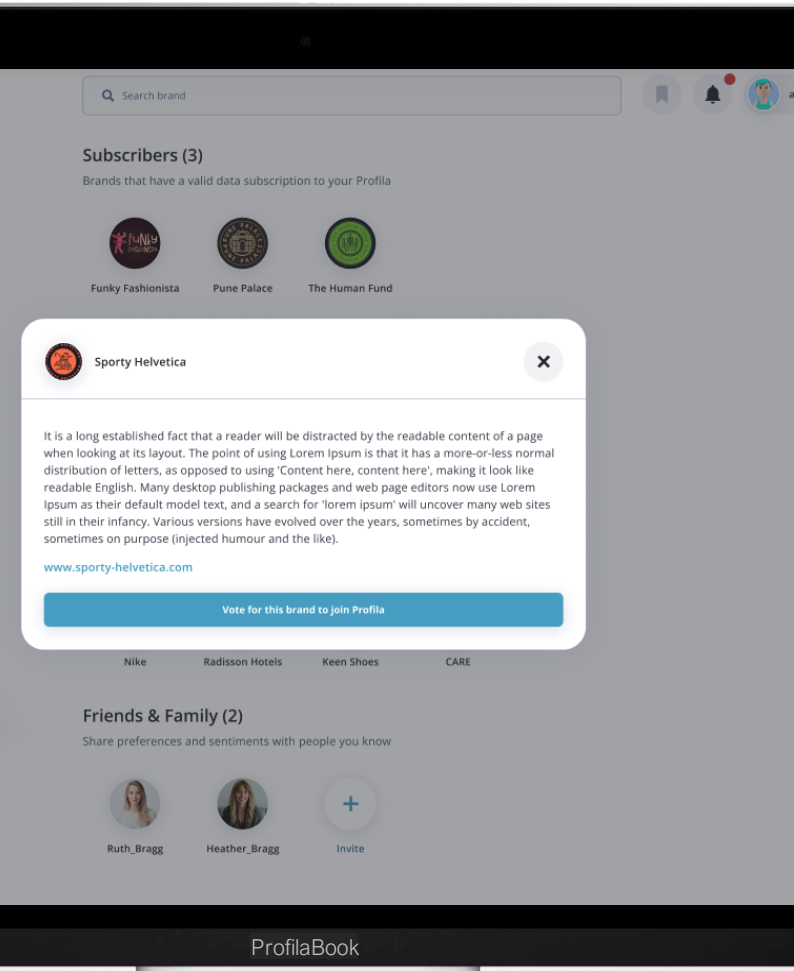 Search brand
a
Subscribers (3)
Brands that have a valid data subscription to your Profila
FuNky
PUNE PALACE
PUNE PALACE
Funky Fashionista
Pune Palace
The Human Fund
Sporty Helvetica
It is a long established fact that a reader will be distracted by the readable content of a page
when looking at its layout. The point of using Lorem Ipsum is that it has a more-or-less normal
distribution of letters, as opposed to using 'Content here, content here', making it look like
readable English. Many desktop publishing packages and web page editors now use Lorem
Ipsum as their default model text, and a search for 'lorem ipsum' will uncover many web sites
still in their infancy. Various versions have evolved over the years, sometimes by accident,
sometimes on purpose (injected humour and the like).
www.sporty-helvetica.com
Vote for this brand to join Profila
Nike
Radisson Hotels
Keen Shoes
CARE
Friends & Family (2)
Share preferences and sentiments with people you know
Ruth_Bragg
Heather_Bragg
Invite
ProfilaBook